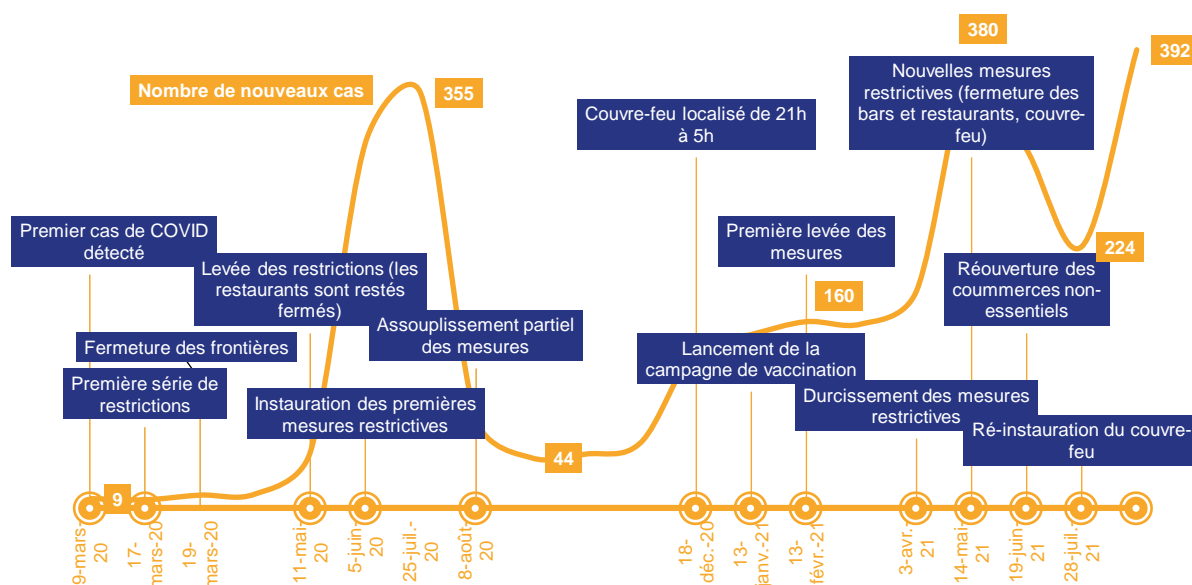 380
392
Nouvelles mesures
restrictives (fermeture des
bars et restaurants, couvre-
feu)
Nombre de nouveaux cas
355
Couvre-feu localisé de 21h
à 5h
Premier cas de COVID
détecté
Première levée des
mesures
224
Levée des restrictions (les
restaurants sont restés
fermés)
Réouverture des
coummerces non-
essentiels
160
Assouplissement partiel
des mesures
Fermeture des frontières
Lancement de la
campagne de vaccination
Première série de
restrictions
Instauration des premières
mesures restrictives
Durcissement des mesures
restrictives
Ré-instauration du couvre-
feu
44
9
9-mars-
20
17-
mars-20
19-
mars-20
11-mai-
20
5-juin-
20
25-juil.-
20
8-août-
20
18-
déc.-20
13-
janv.-21
13-
févr.-21
3-avr.-
21
14-mai-
21
19-juin-
21
28-juil.-
21